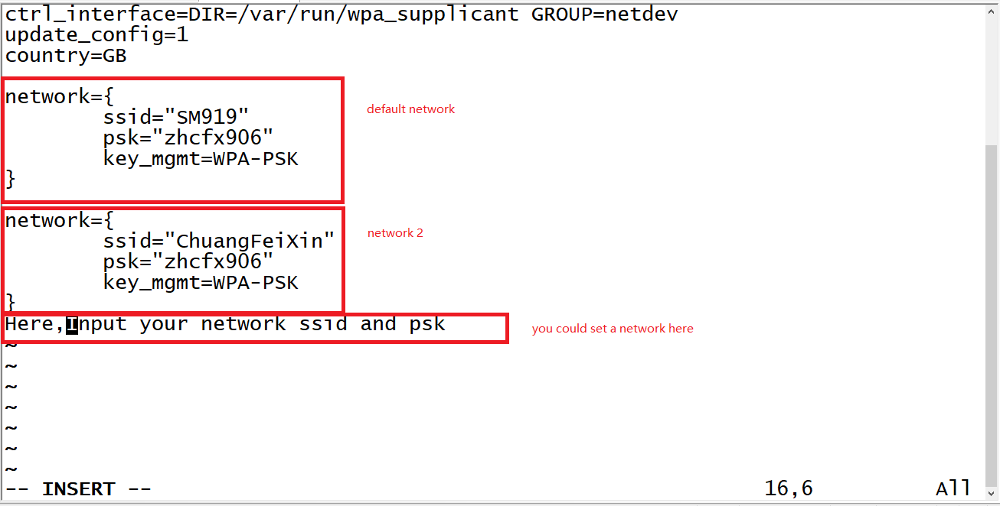 ctrl_interface=DIR=/var/run/wpa_supplicant GROUP=netdev
update_config=1
country=GB
network={
ssid="SM919"
psk="zhcfx906"
key_mgmt=WPA-PSK
}
default network
network={
ssid="ChuangFeiXin"
psk="zhcfx906"
key_mgmt=WPA-PSK
}
network 2
Here,Input your network ssid and psk
you could set a network here
~
~
~
~
~
~
~
-- INSERT -- 16,6 All